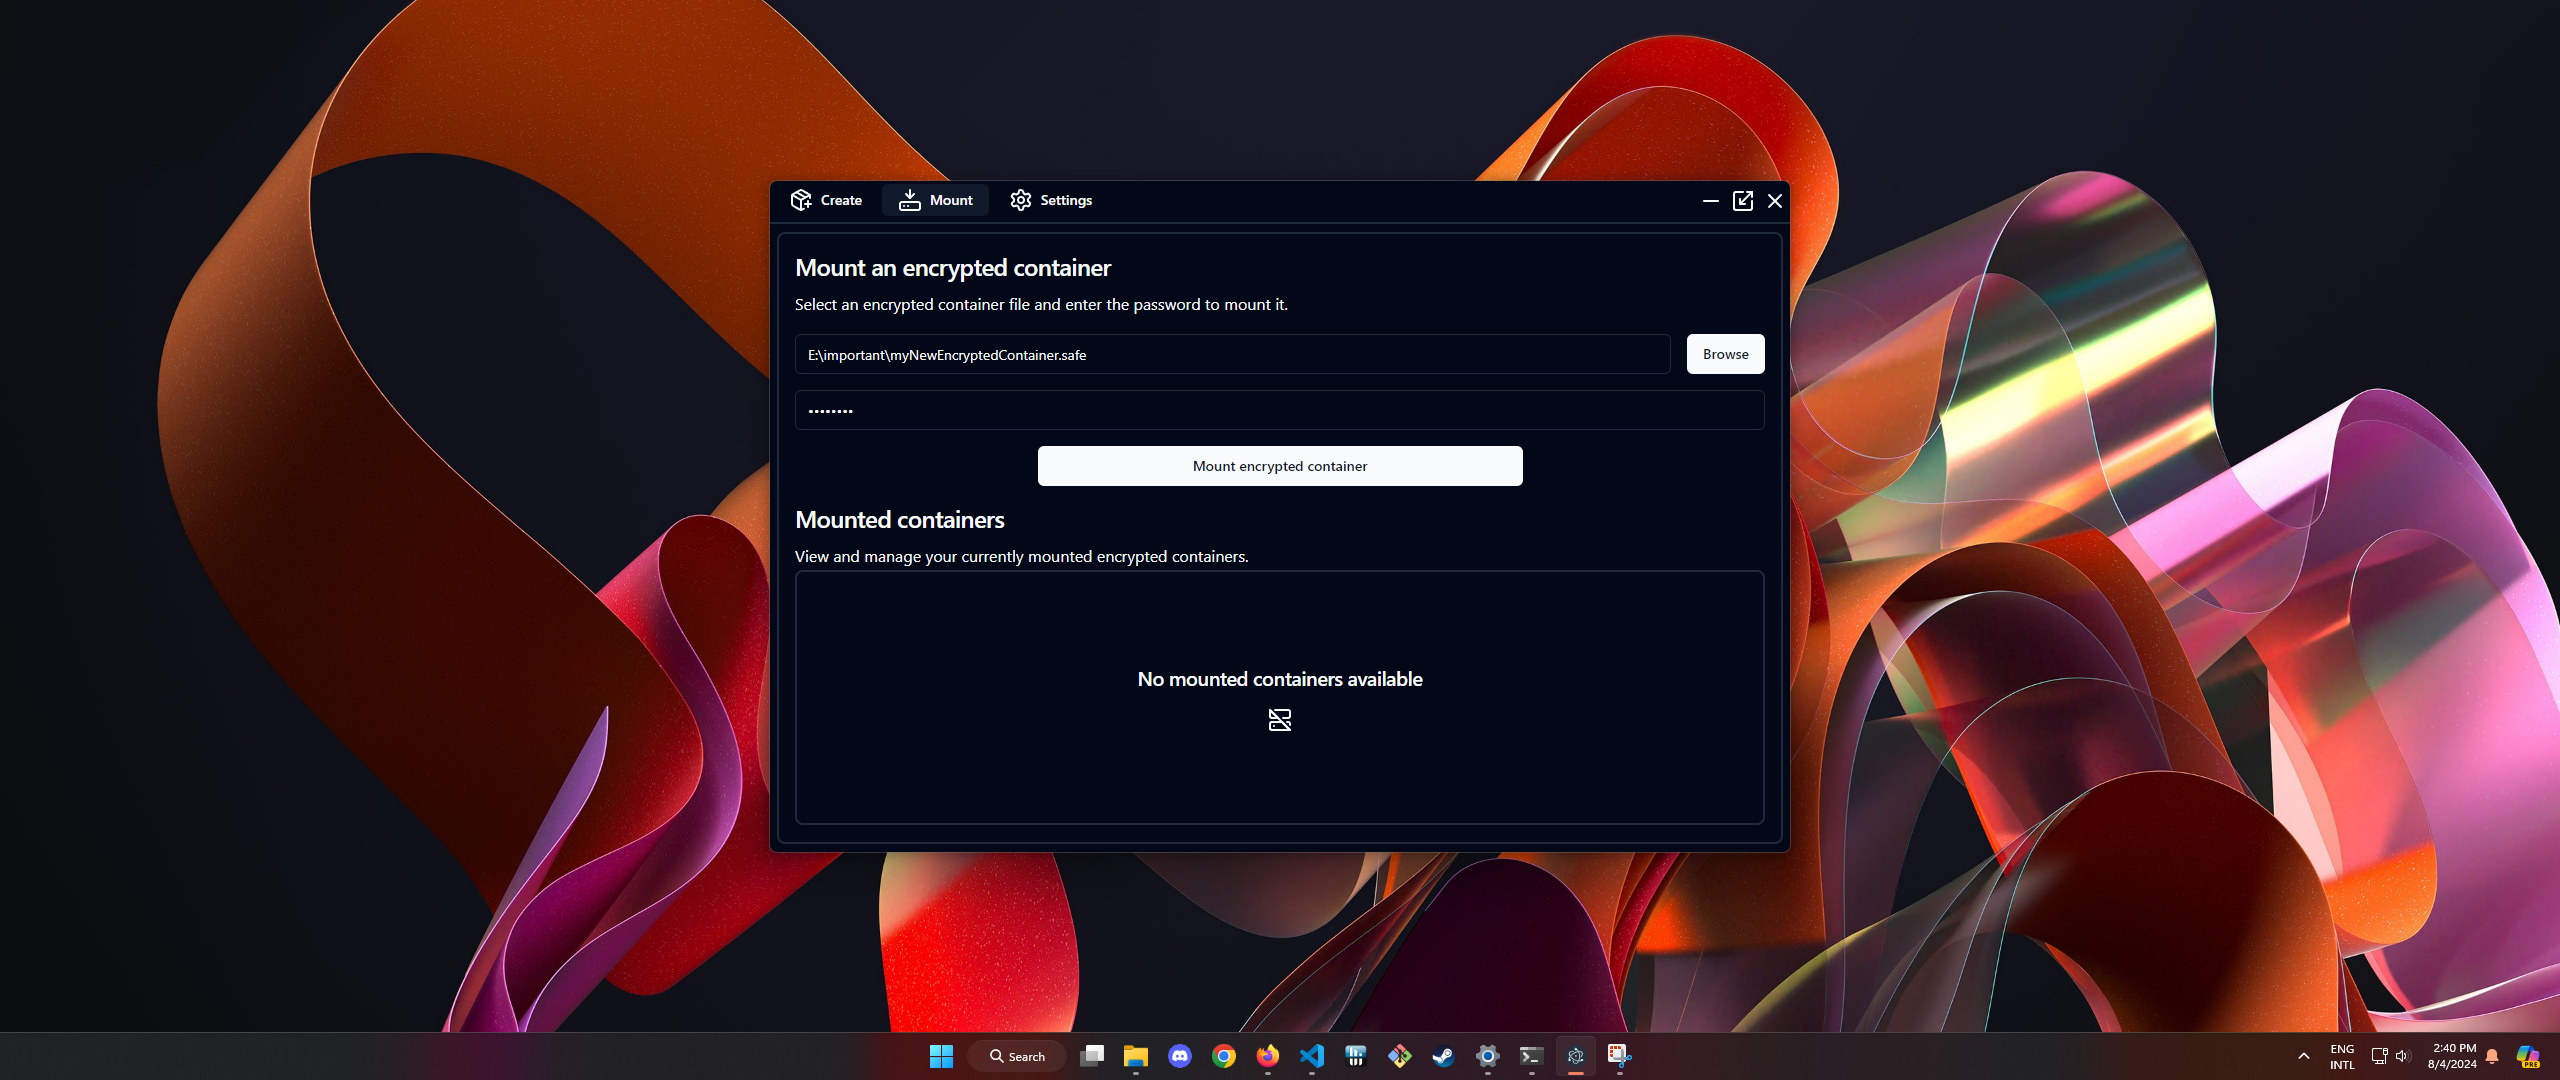 Create
Mount
Settings
Mount an encrypted container
Select an encrypted container file and enter the password to mount it.
E:\important\myNewEncryptedContainer.safe
Browse
••••••••
Mount encrypted container
Mounted containers
View and manage your currently mounted encrypted containers.
No mounted containers available
Search
ENG
INTL
2:40 PM
8/4/2024
PRE